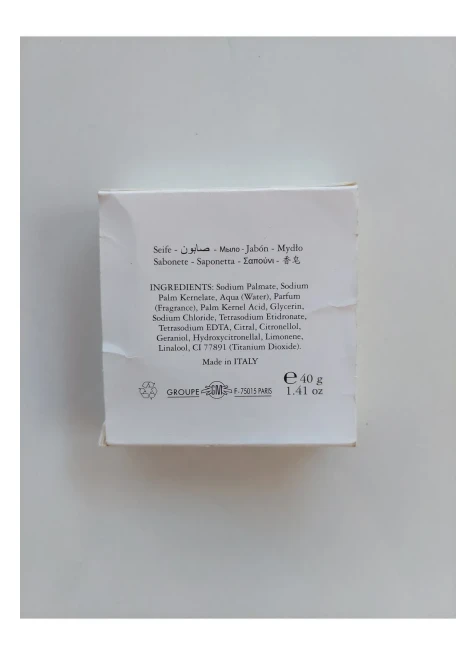 Seife - صابون - Мыло - Jabón - Mydło
Sabonete - Saponetta - Σαπούνι - 香皂
INGREDIENTS: Sodium Palmate, Sodium
Palm Kernelate, Aqua (Water), Parfum
(Fragrance), Palm Kernel Acid, Glycerin,
Sodium Chloride, Tetrasodium Etidronate,
Tetrasodium EDTA, Citral, Citronellol,
Geraniol, Hydroxycitronellal, Limonene,
Linalool, CI 77891 (Titanium Dioxide).
Made in ITALY
GROUPE GM F-75015 PARIS
℮ 40 g
1.41 oz